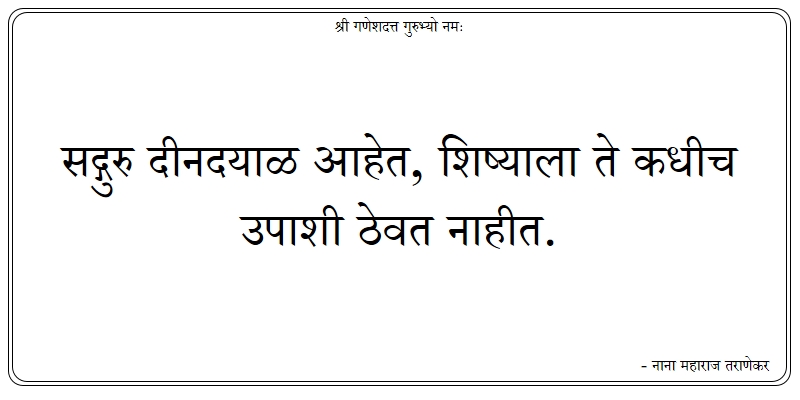 श्री गणेशदत्त गुरुभ्यो नमः
सद्गुरु दीनदयाळ आहेत, शिष्याला ते कधीच
उपाशी ठेवत नाहीत.
- नाना महाराज तराणेकर